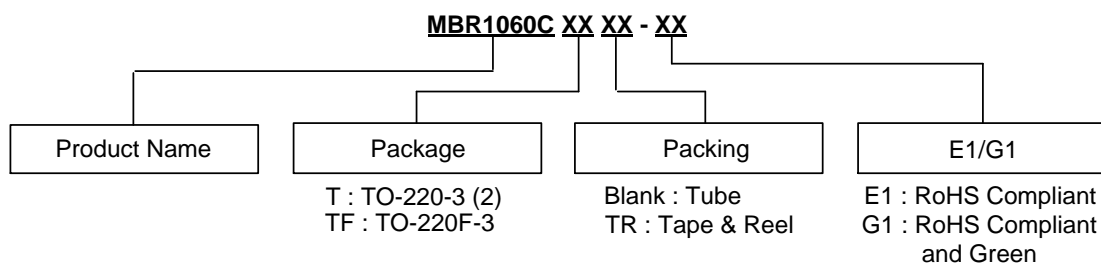 MBR1060C XX XX - XX
Product Name
Package
Packing
E1/G1
T : TO-220-3 (2)
TF : TO-220F-3
Blank : Tube
TR : Tape & Reel
E1 : RoHS Compliant
G1 : RoHS Compliant
and Green